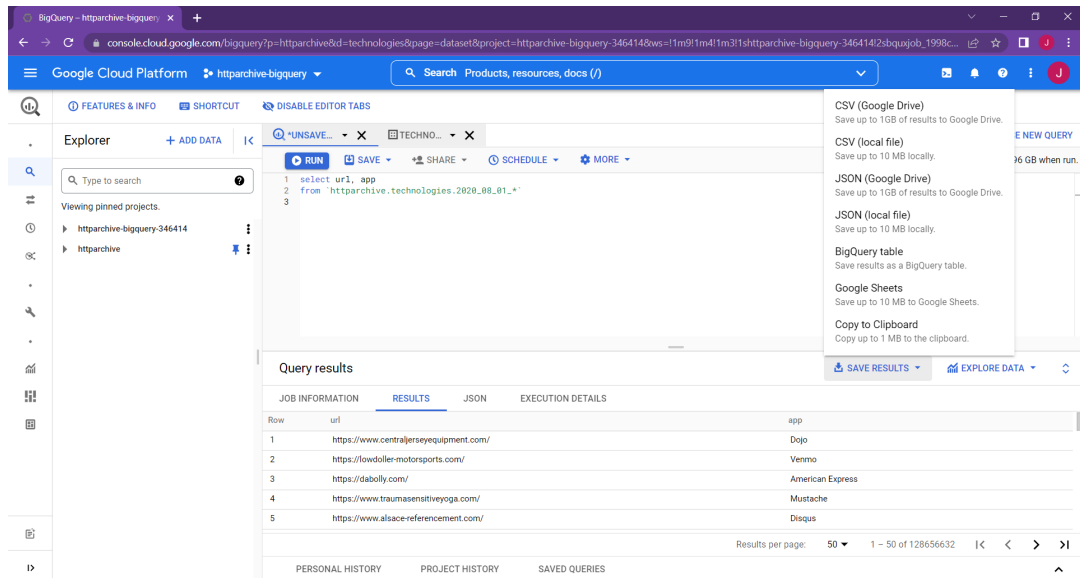 BigQuery – httparchive-bigquery
console.cloud.google.com/bigquery?p=httparchive&d=technologies&page=dataset&project=httparchive-bigquery-346414&ws=!1m9!1m4!1m3!1shttparchive-bigquery-346414!2sbquxjob_1998c...
J
Google Cloud Platform
httparchive-bigquery
Search Products, resources, docs (/)
J
FEATURES & INFO
SHORTCUT
DISABLE EDITOR TABS
Explorer
+ ADD DATA
*UNSAVE...
TECHNO...
E NEW QUERY
RUN
SAVE
SHARE
SCHEDULE
MORE
96 GB when run.
Type to search
Viewing pinned projects.
httparchive-bigquery-346414
httparchive
1 select url, app
2 from `httparchive.technologies.2020_08_01_*`
3
CSV (Google Drive)
Save up to 1GB of results to Google Drive.
CSV (local file)
Save up to 10 MB locally.
JSON (Google Drive)
Save up to 1GB of results to Google Drive.
JSON (local file)
Save up to 10 MB locally.
BigQuery table
Save results as a BigQuery table.
Google Sheets
Save up to 10 MB to Google Sheets.
Copy to Clipboard
Copy up to 1 MB to the clipboard.
Query results
SAVE RESULTS
EXPLORE DATA
JOB INFORMATION
RESULTS
JSON
EXECUTION DETAILS
Row url app
1 https://www.centraljerseyequipment.com/ Dojo
2 https://lowdoller-motorsports.com/ Venmo
3 https://dabolly.com/ American Express
4 https://www.traumasensitiveyoga.com/ Mustache
5 https://www.alsace-referencement.com/ Disqus
Results per page: 50 1 – 50 of 128656632
PERSONAL HISTORY
PROJECT HISTORY
SAVED QUERIES